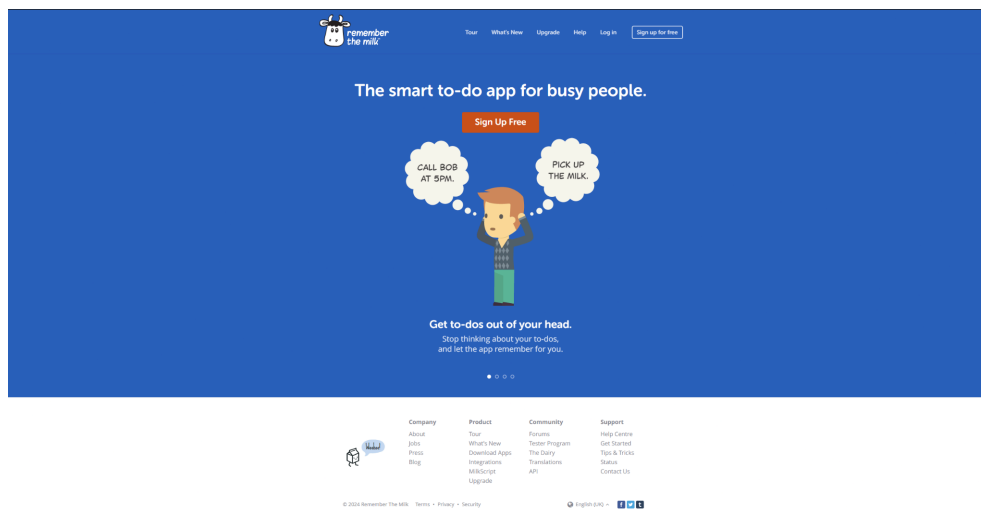 remember
the milk
Tour What's New Upgrade Help Log in Sign up for free
The smart to-do app for busy people.
Sign Up Free
CALL BOB
AT 5PM.
PICK UP
THE MILK.
Get to-dos out of your head.
Stop thinking about your to-dos,
and let the app remember for you.
Company
About
Jobs
Press
Blog
Product
Tour
What's New
Download Apps
Integrations
MilkScript
Upgrade
Community
Forums
Tester Program
The Dairy
Translations
API
Support
Help Centre
Get Started
Tips & Tricks
Status
Contact Us
© 2024 Remember The Milk Terms • Privacy • Security
English (UK)
f t